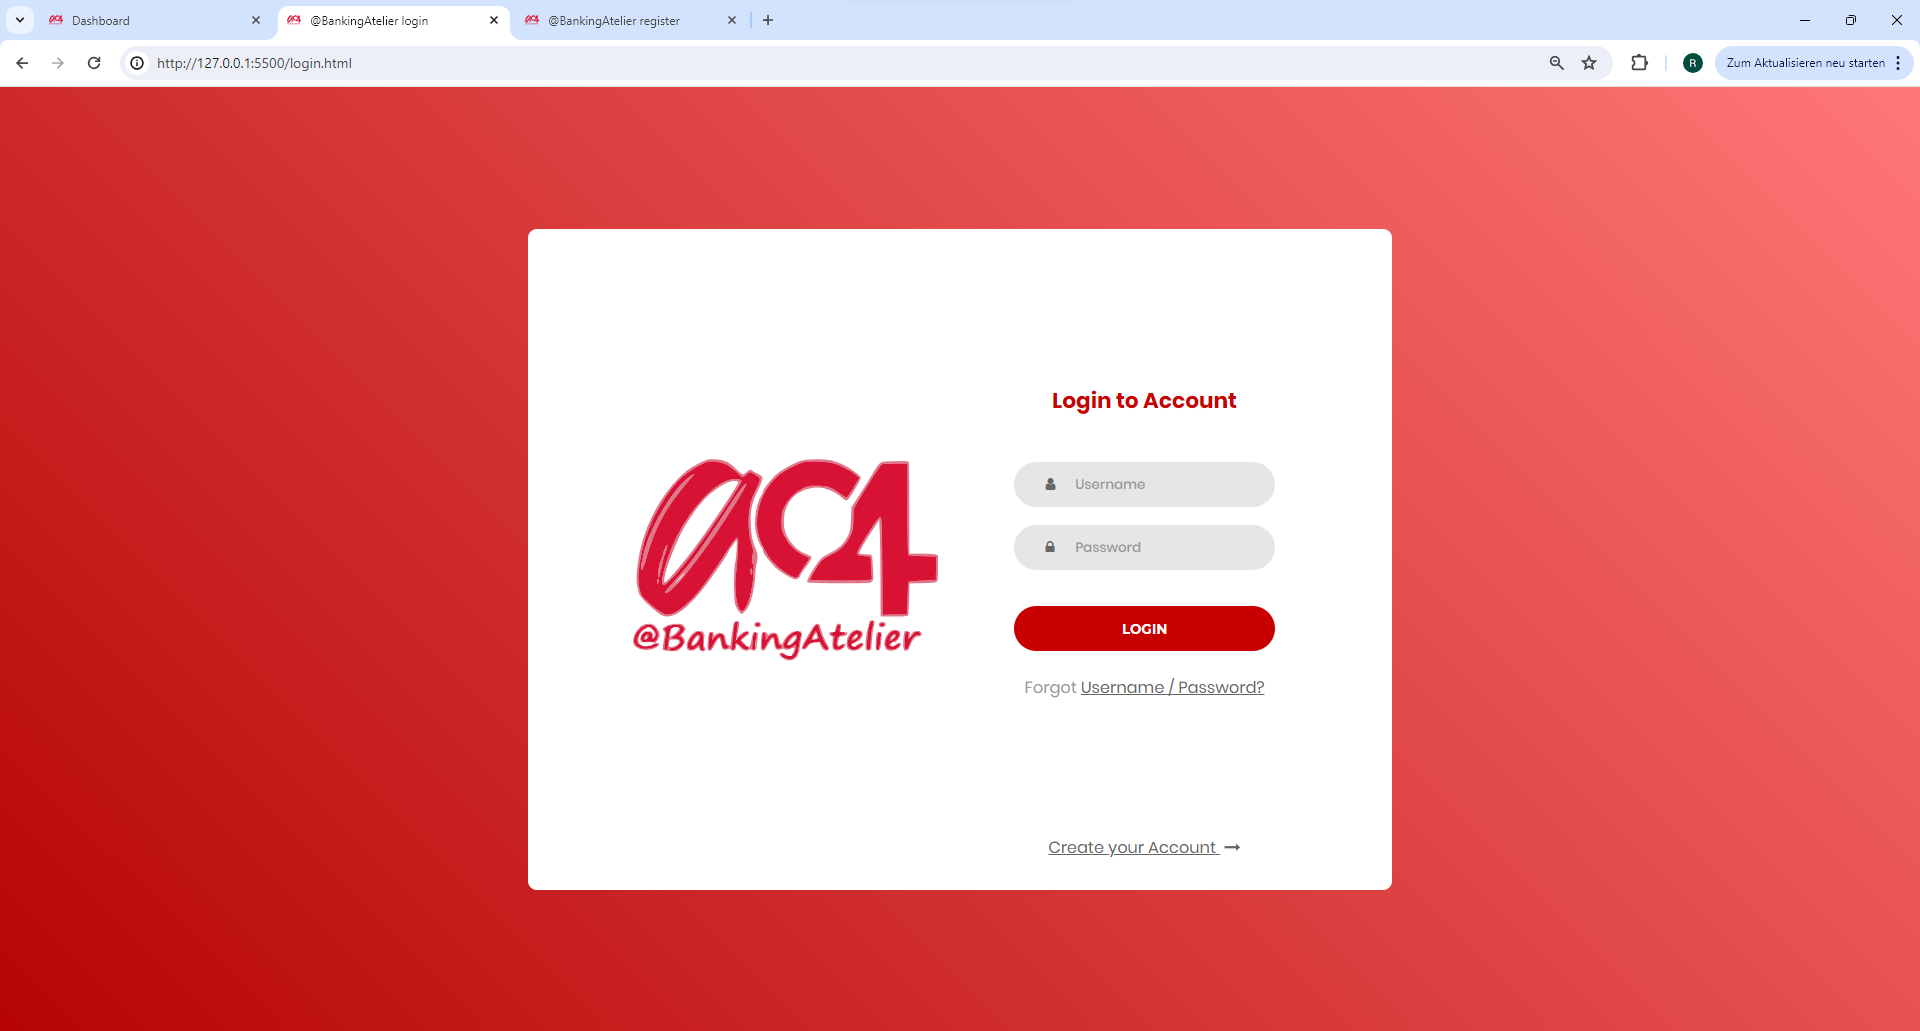 Dashboard
@BankingAtelier login
@BankingAtelier register
http://127.0.0.1:5500/login.html
R
Zum Aktualisieren neu starten
Login to Account
ac4
@BankingAtelier
Username
Password
LOGIN
Forgot Username / Password?
Create your Account